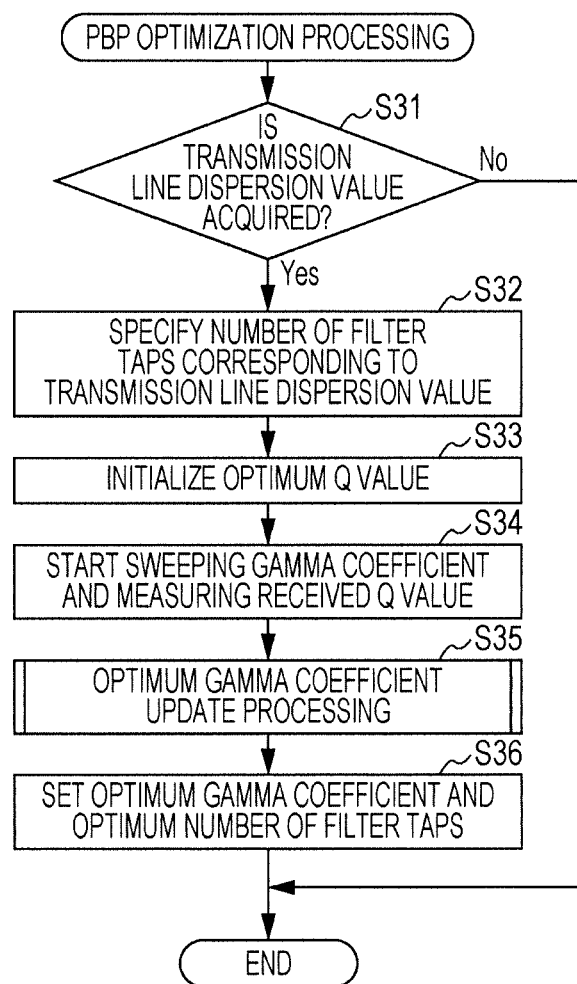 PBP OPTIMIZATION PROCESSING
S31
IS
TRANSMISSION
LINE DISPERSION VALUE
ACQUIRED?
No
Yes
S32
SPECIFY NUMBER OF FILTER
TAPS CORRESPONDING TO
TRANSMISSION LINE DISPERSION VALUE
S33
INITIALIZE OPTIMUM Q VALUE
S34
START SWEEPING GAMMA COEFFICIENT
AND MEASURING RECEIVED Q VALUE
S35
OPTIMUM GAMMA COEFFICIENT
UPDATE PROCESSING
S36
SET OPTIMUM GAMMA COEFFICIENT AND
OPTIMUM NUMBER OF FILTER TAPS
END